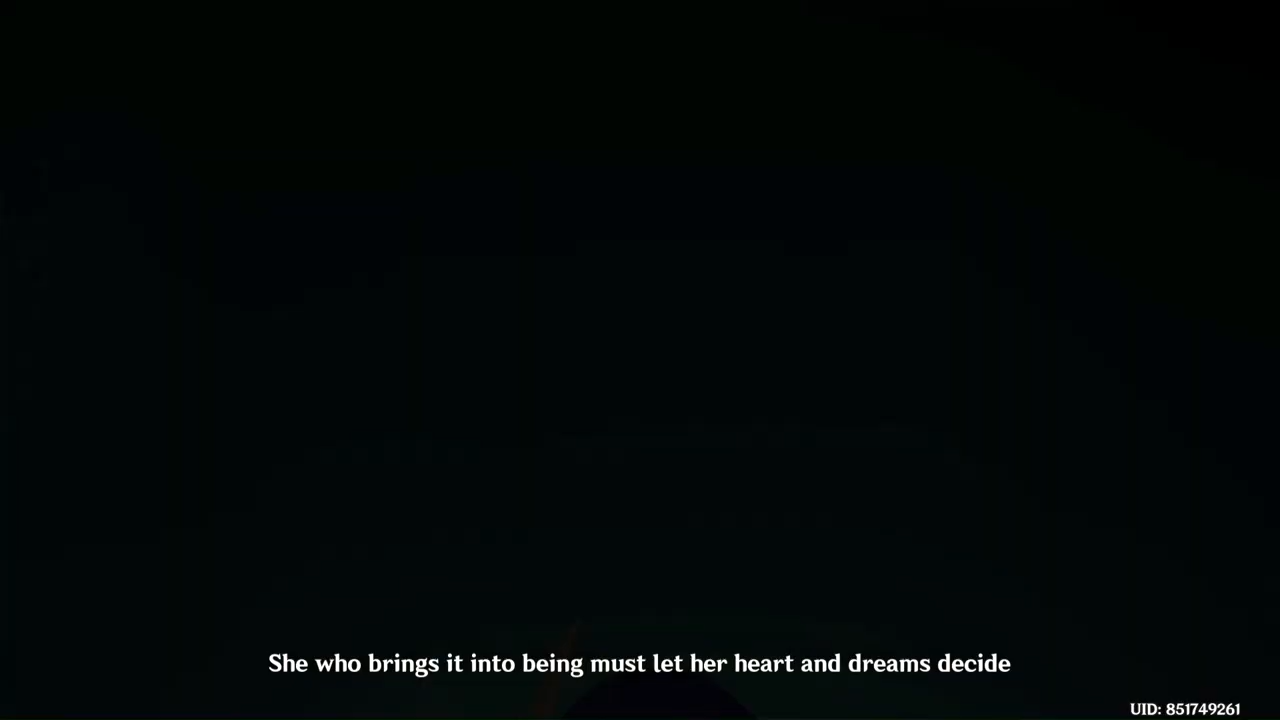 She who brings it into being must let her heart and dreams decide
UID: 851749261